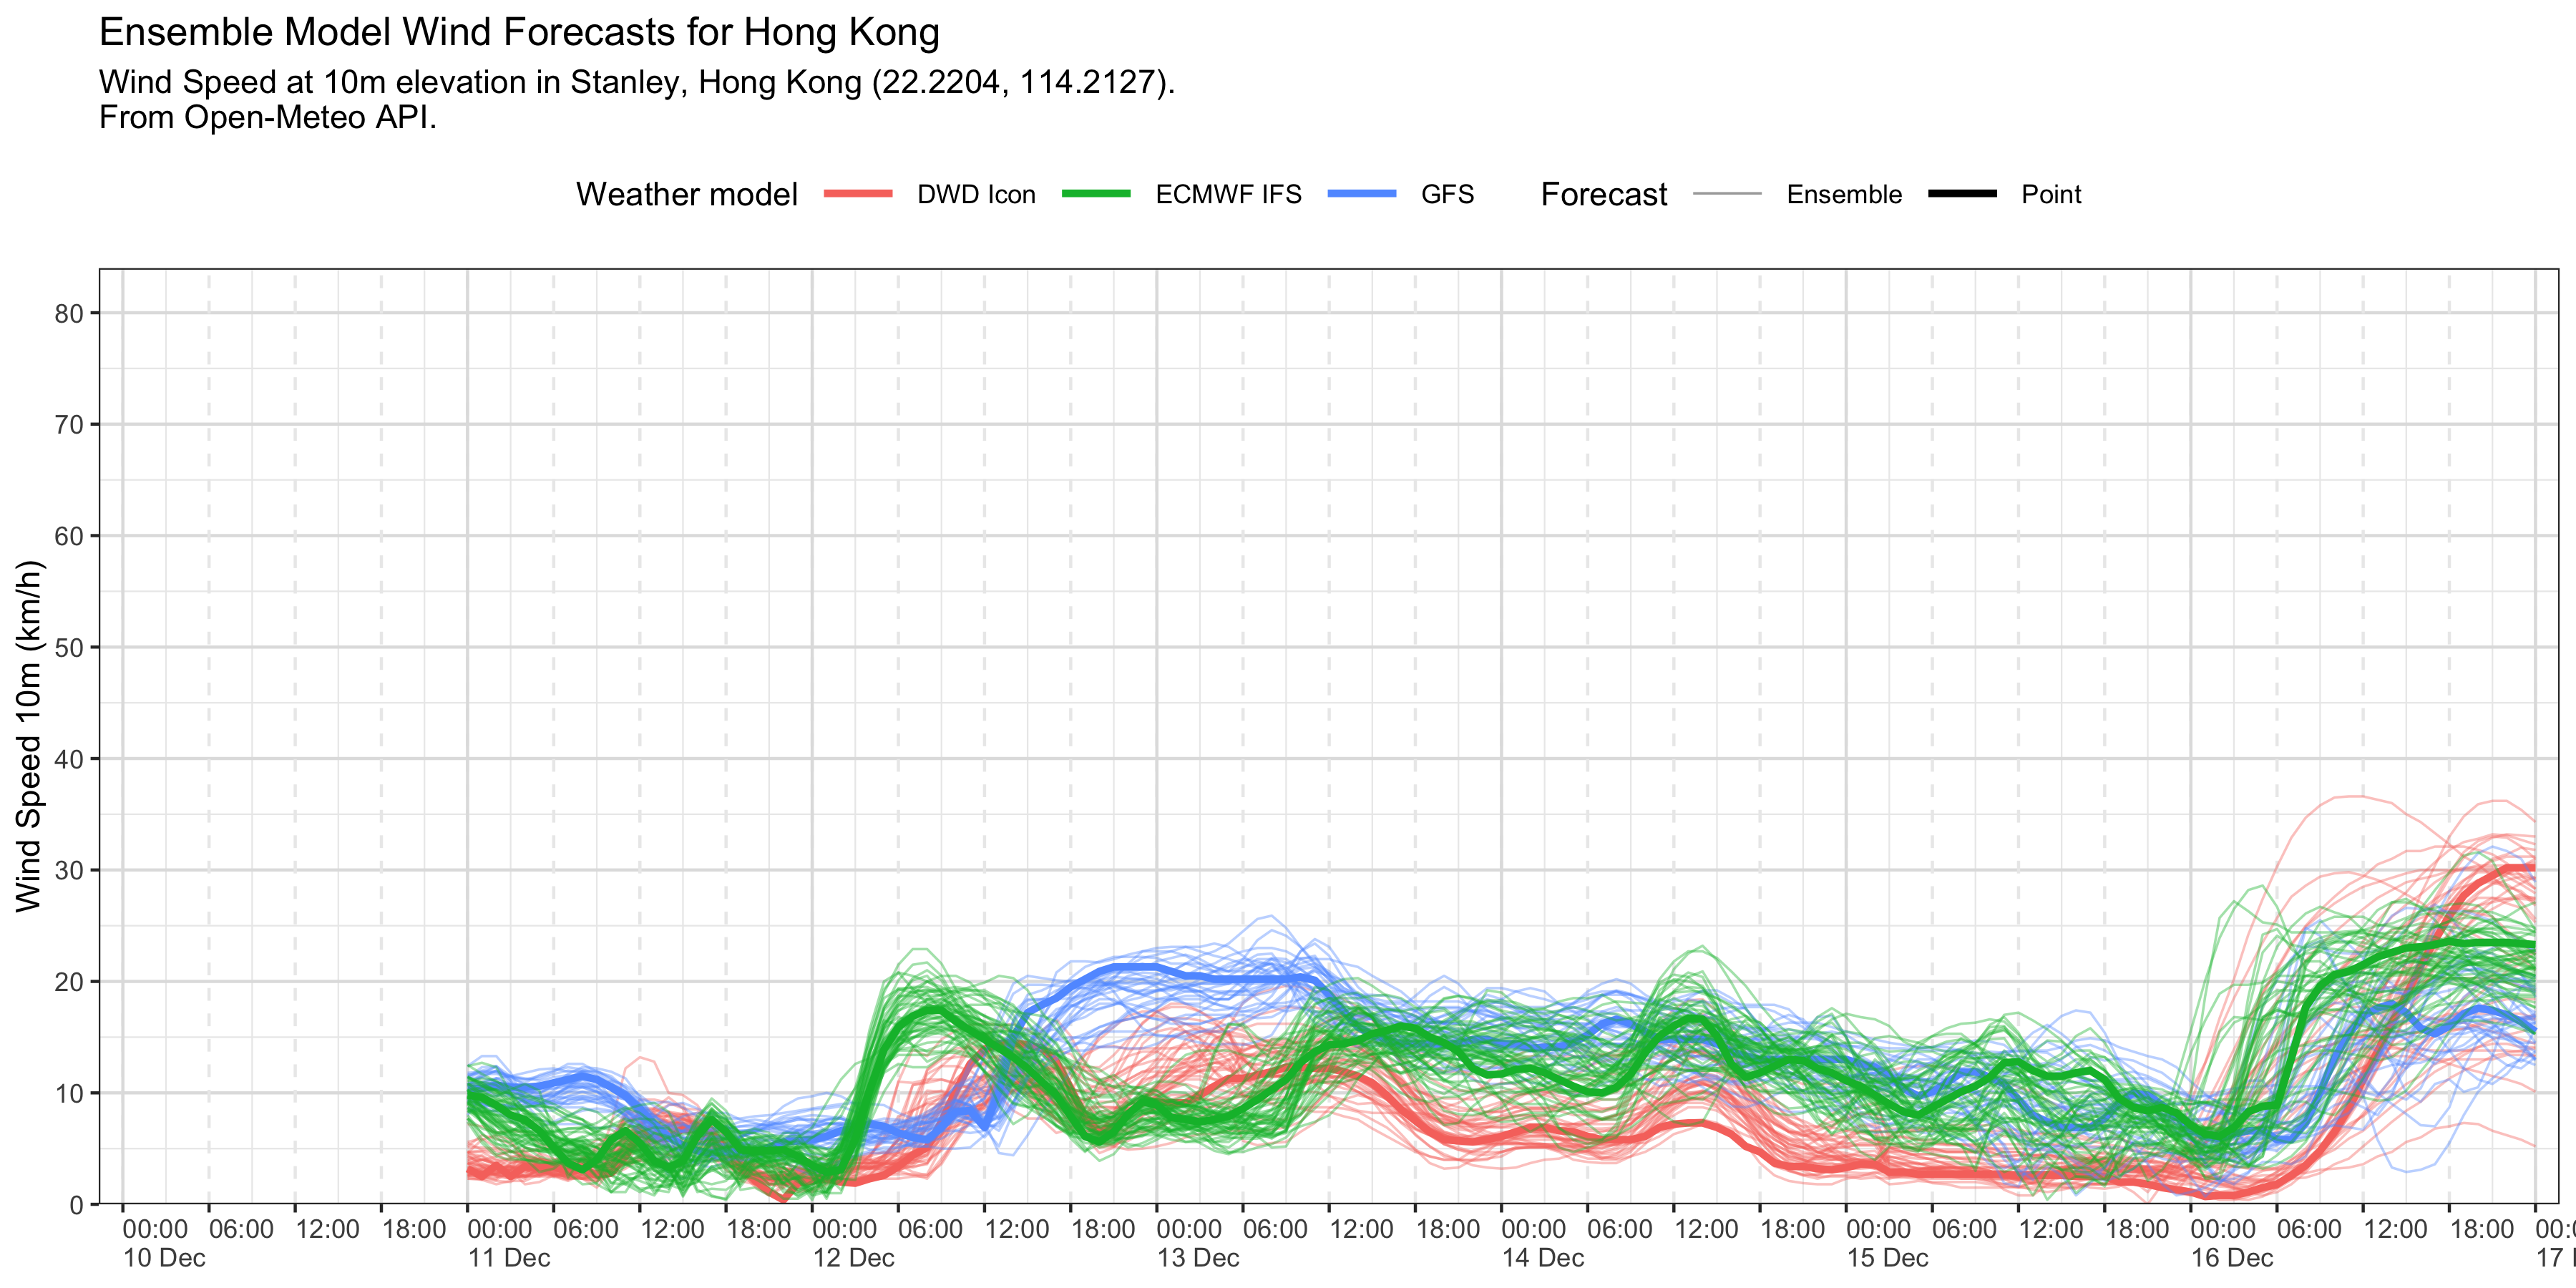 Ensemble Model Wind Forecasts for Hong Kong
Wind Speed at 10m elevation in Stanley, Hong Kong (22.2204, 114.2127).
From Open-Meteo API.
Weather model DWD Icon ECMWF IFS GFS Forecast Ensemble Point
Wind Speed 10m (km/h)
80
70
60
50
40
30
20
10
0
00:00 06:00 12:00 18:00 00:00 06:00 12:00 18:00 00:00 06:00 12:00 18:00 00:00 06:00 12:00 18:00 00:00 06:00 12:00 18:00 00:00 06:00 12:00 18:00 00:00 06:00 12:00 18:00 00:0
10 Dec 11 Dec 12 Dec 13 Dec 14 Dec 15 Dec 16 Dec 17